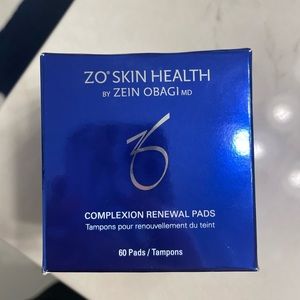 ZO® SKIN HEALTH
BY ZEIN OBAGI MD
COMPLEXION RENEWAL PADS
Tampons pour renouvellement du teint
60 Pads / Tampons